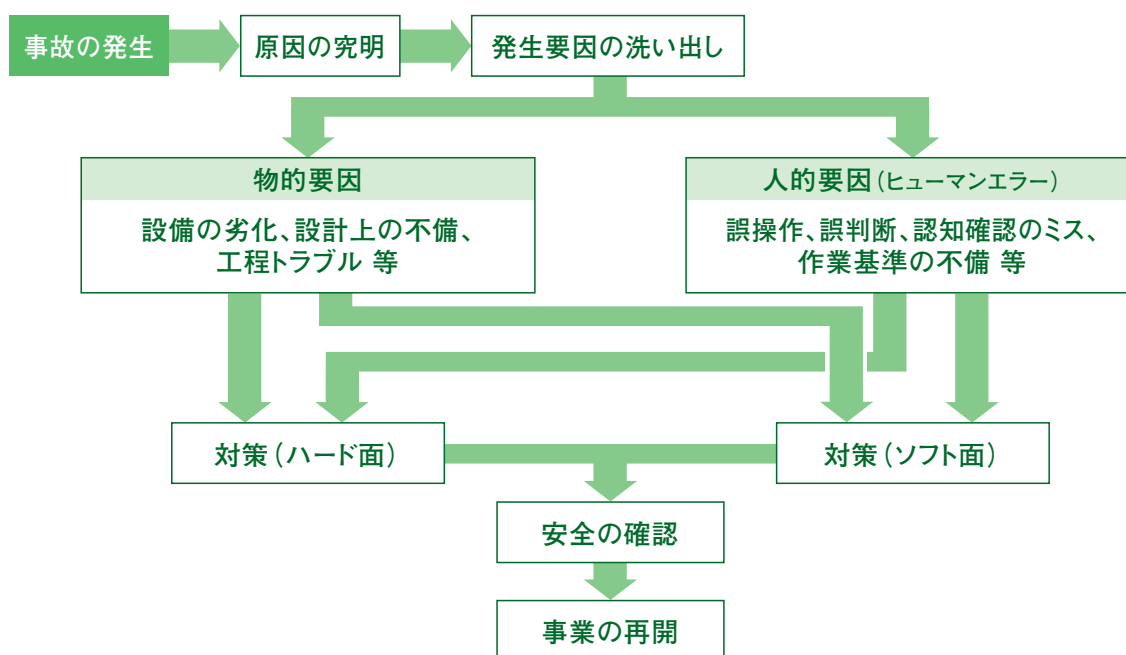 事故の発生
原因の究明
発生要因の洗い出し
物的要因
設備の劣化、設計上の不備、
工程トラブル 等
人的要因(ヒューマンエラー)
誤操作、誤判断、認知確認のミス、
作業基準の不備 等
対策(ハード面)
対策(ソフト面)
安全の確認
事業の再開